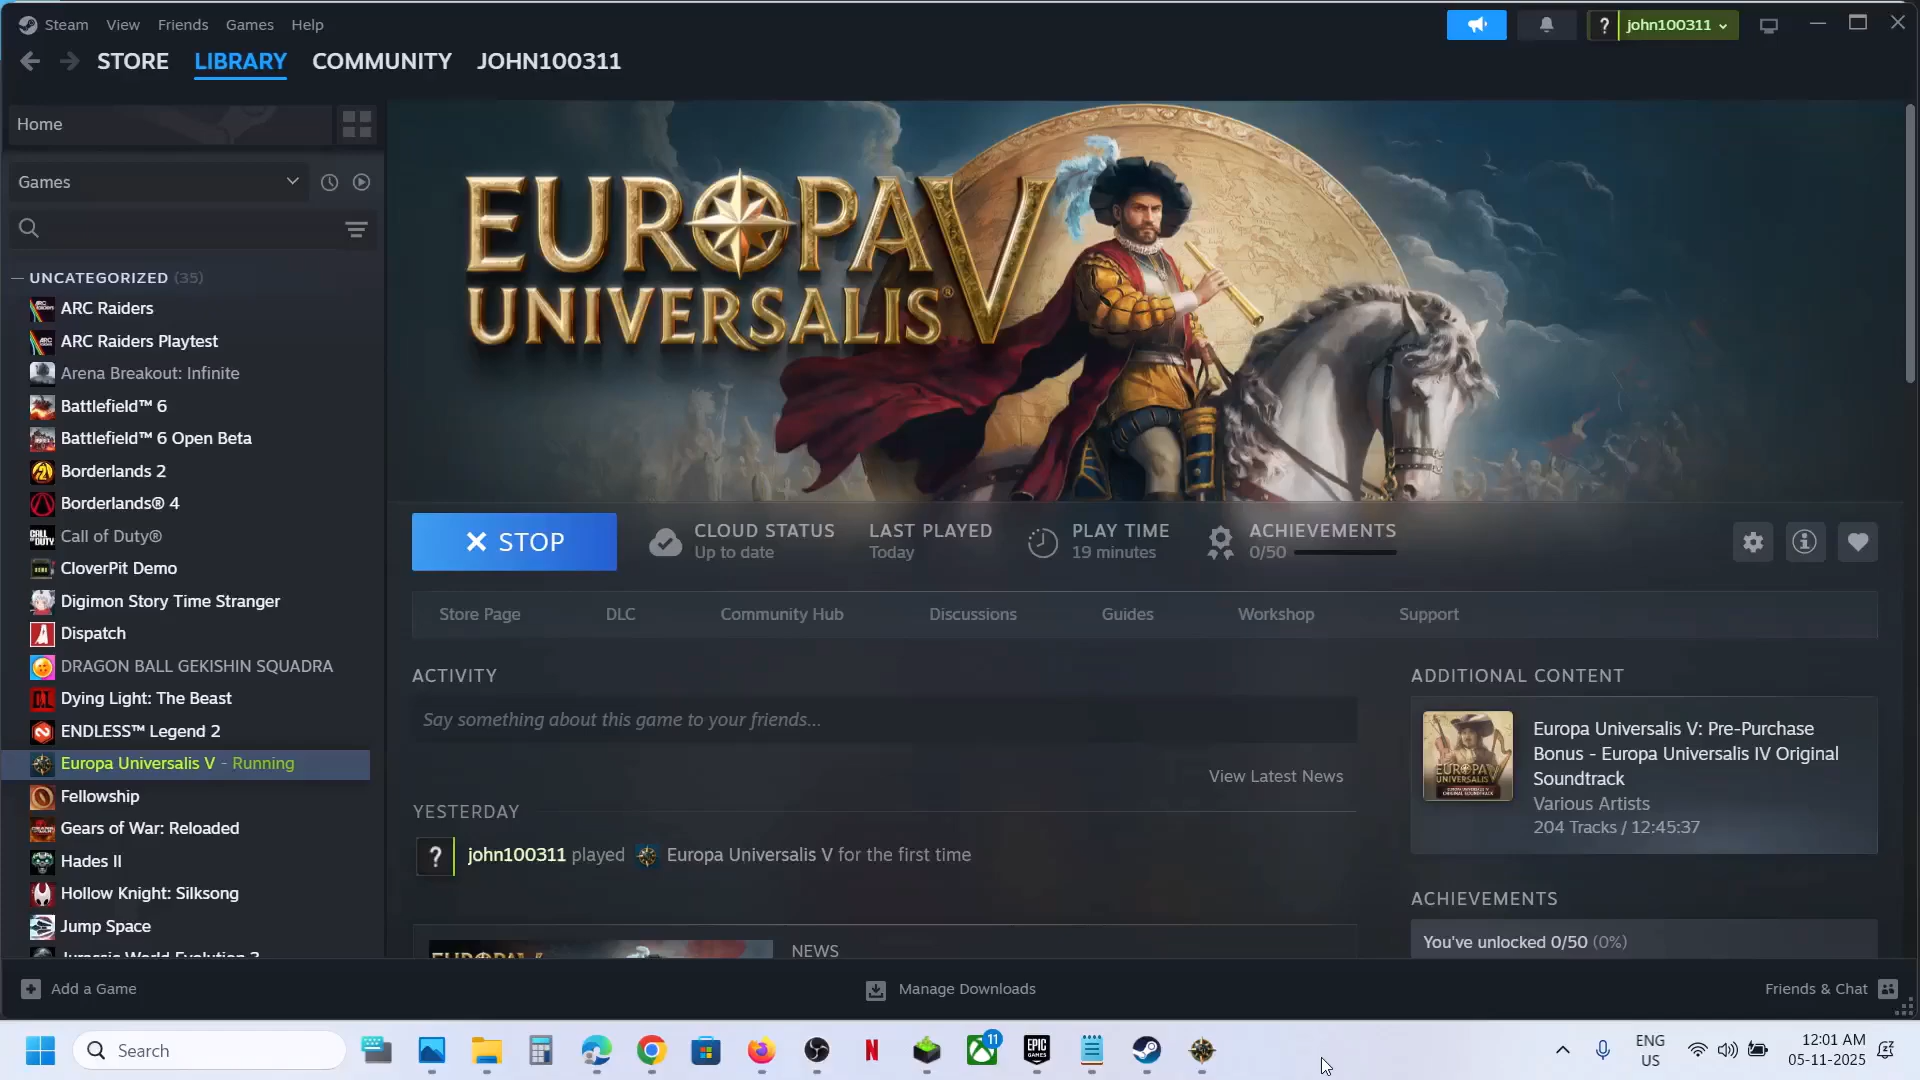 Steam View Friends Games Help
john100311
STORE LIBRARY COMMUNITY JOHN100311
Home
Games
UNCATEGORIZED (35)
ARC Raiders
ARC Raiders Playtest
Arena Breakout: Infinite
Battlefield™ 6
Battlefield™ 6 Open Beta
Borderlands 2
Borderlands® 4
Call of Duty®
CloverPit Demo
Digimon Story Time Stranger
Dispatch
DRAGON BALL GEKISHIN SQUADRA
Dying Light: The Beast
ENDLESS™ Legend 2
Europa Universalis V - Running
Fellowship
Gears of War: Reloaded
Hades II
Hollow Knight: Silksong
Jump Space
Jurassic World Evolution 3
EUROPA V
UNIVERSALIS®
STOP
CLOUD STATUS
Up to date
LAST PLAYED
Today
PLAY TIME
19 minutes
ACHIEVEMENTS
0/50
Store Page DLC Community Hub Discussions Guides Workshop Support
ACTIVITY
Say something about this game to your friends...
View Latest News
YESTERDAY
? john100311 played Europa Universalis V for the first time
NEWS
ADDITIONAL CONTENT
Europa Universalis V: Pre-Purchase
Bonus - Europa Universalis IV Original
Soundtrack
Various Artists
204 Tracks / 12:45:37
ACHIEVEMENTS
You've unlocked 0/50 (0%)
Add a Game
Manage Downloads
Friends & Chat
Search
11
EPIC
GAMES
ENG
US
12:01 AM
05-11-2025